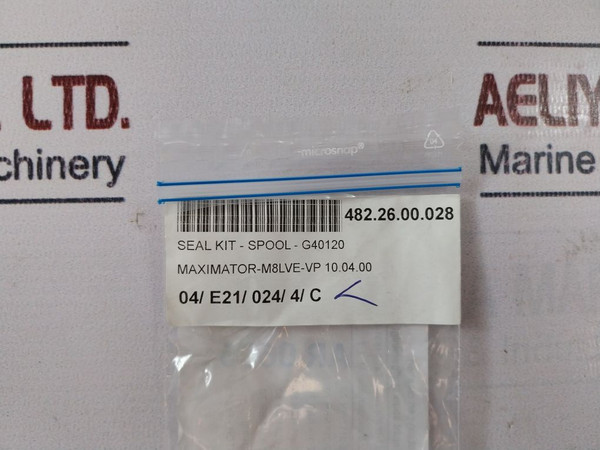 LTD.
AELIY
chinery
Marine
microsnap
482.26.00.028
SEAL KIT - SPOOL - G40120
MAXIMATOR-M8LVE-VP 10.04.00
04/ E21/ 024/ 4/ C